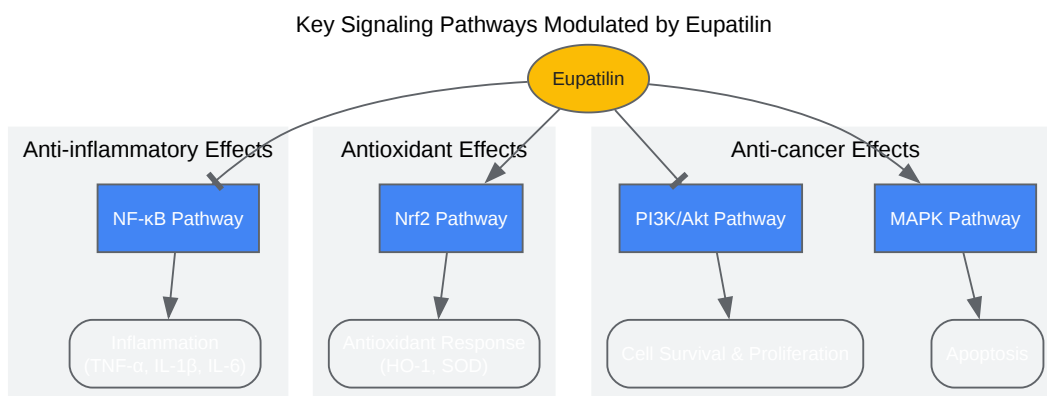 Key Signaling Pathways Modulated by Eupatilin
Eupatilin
Anti-inflammatory Effects
Antioxidant Effects
Anti-cancer Effects
NF-κB Pathway
Nrf2 Pathway
PI3K/Akt Pathway
MAPK Pathway
Inflammation
(TNF-α, IL-1β, IL-6)
Antioxidant Response
(HO-1, SOD)
Cell Survival & Proliferation
Apoptosis